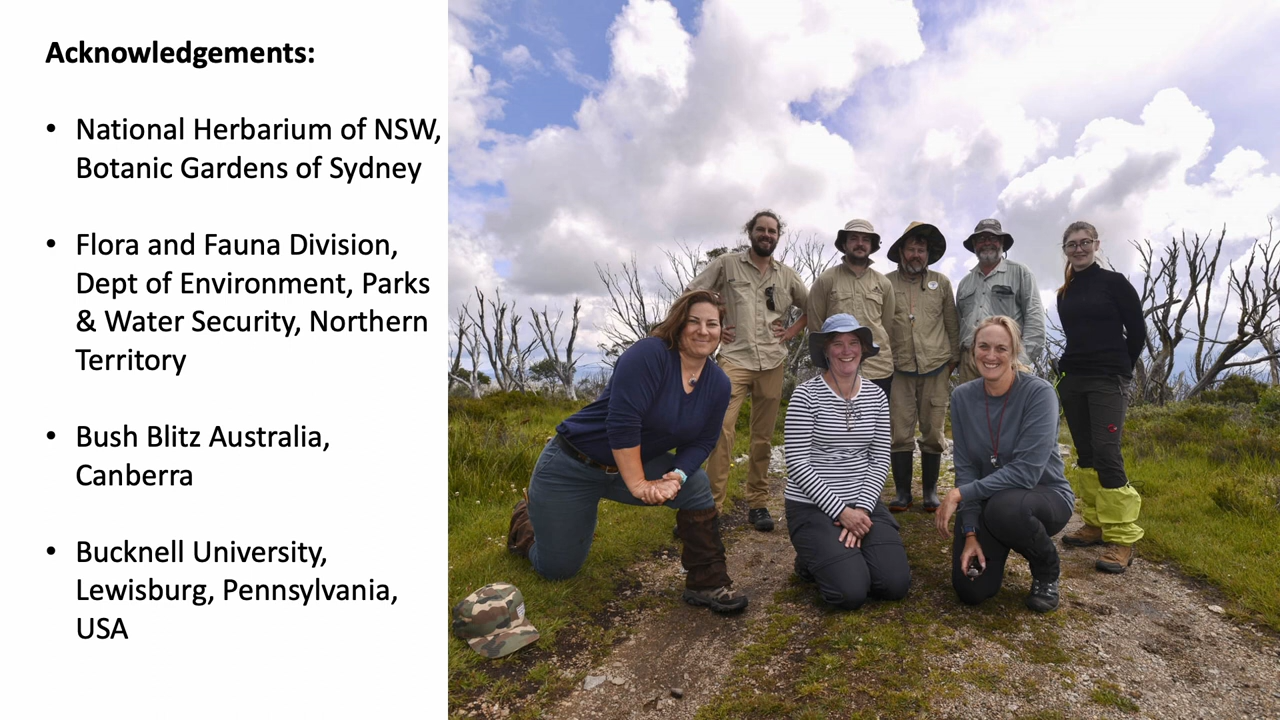 Acknowledgements:
• National Herbarium of NSW,
Botanic Gardens of Sydney
• Flora and Fauna Division,
Dept of Environment, Parks
& Water Security, Northern
Territory
• Bush Blitz Australia,
Canberra
• Bucknell University,
Lewisburg, Pennsylvania,
USA